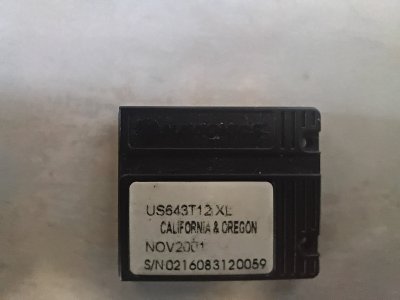 US643T12 XL
CALIFORNIA & OREGON
NOV2001
S/N0216083120059